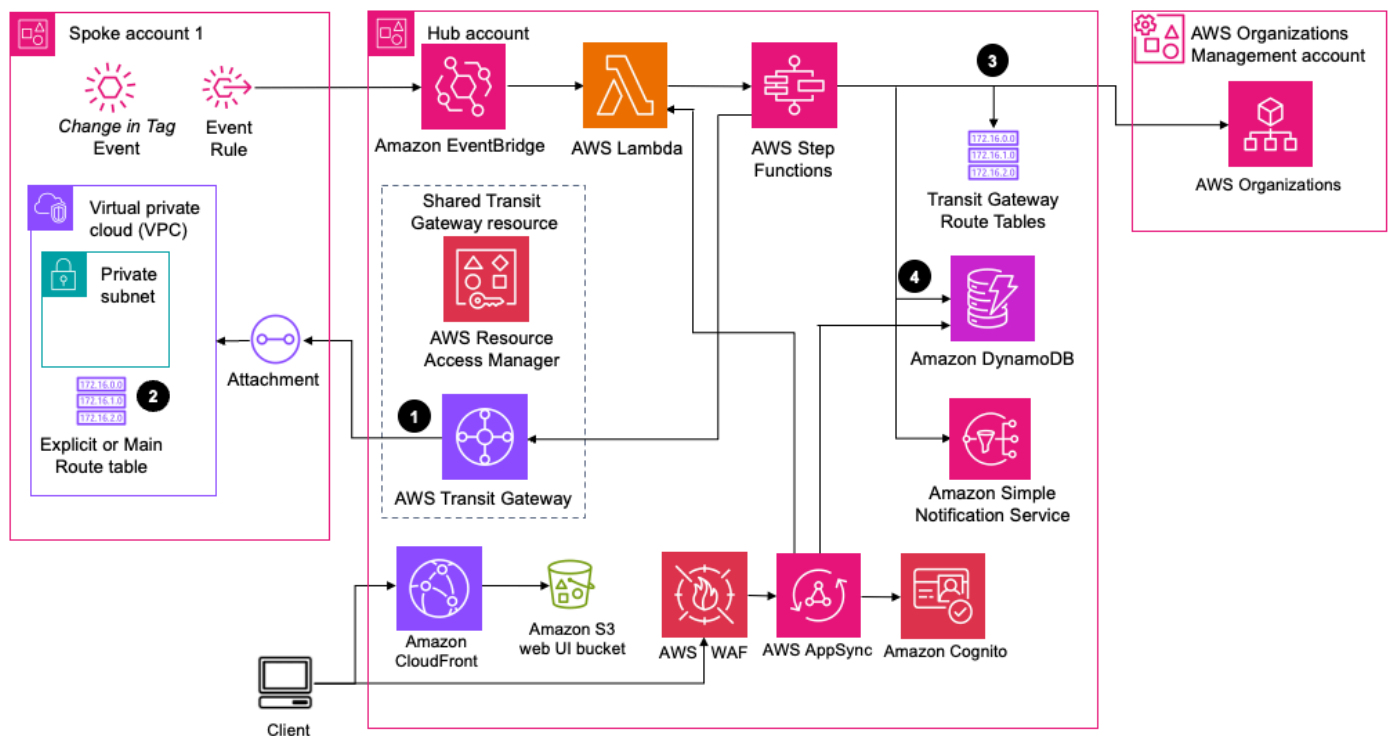 Spoke account 1
Change in Tag
Event
Event
Rule
Virtual private
cloud (VPC)
Private
subnet
172.16.0.0
172.16.1.0
172.16.2.0
2
Explicit or Main
Route table
Attachment
Hub account
Amazon EventBridge
AWS Lambda
AWS Step
Functions
3
172.16.0.0
172.16.1.0
172.16.2.0
Transit Gateway
Route Tables
Shared Transit
Gateway resource
AWS Resource
Access Manager
1
AWS Transit Gateway
4
Amazon DynamoDB
Amazon Simple
Notification Service
Amazon
CloudFront
Amazon S3
web UI bucket
AWS WAF
AWS AppSync
Amazon Cognito
Client
AWS Organizations
Management account
AWS Organizations